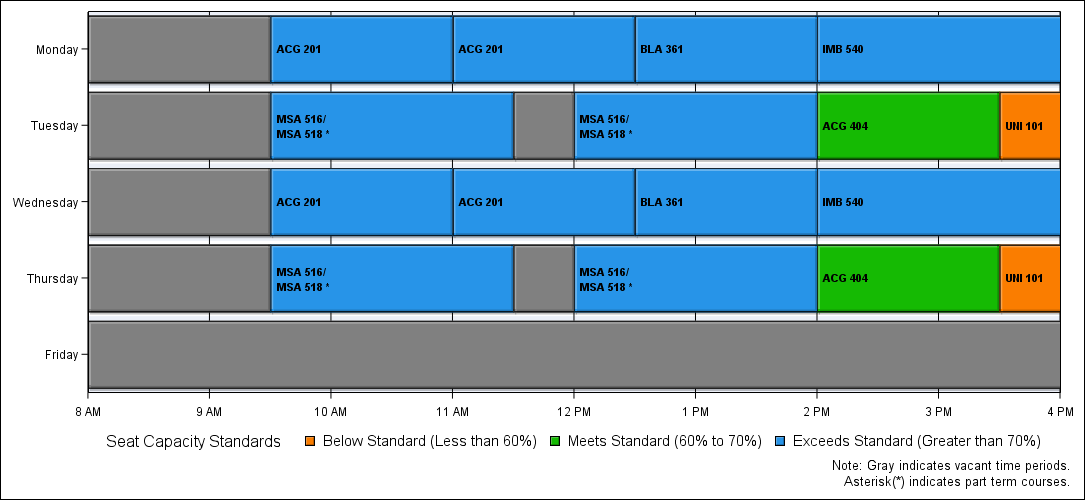 Monday
ACG 201
ACG 201
BLA 361
IMB 540
Tuesday
MSA 516/
MSA 518 *
MSA 516/
MSA 518 *
ACG 404
UNI 101
Wednesday
ACG 201
ACG 201
BLA 361
IMB 540
Thursday
MSA 516/
MSA 518 *
MSA 516/
MSA 518 *
ACG 404
UNI 101
Friday
8 AM 9 AM 10 AM 11 AM 12 PM 1 PM 2 PM 3 PM 4 PM
Seat Capacity Standards Below Standard (Less than 60%) Meets Standard (60% to 70%) Exceeds Standard (Greater than 70%)
Note: Gray indicates vacant time periods.
Asterisk(*) indicates part term courses.